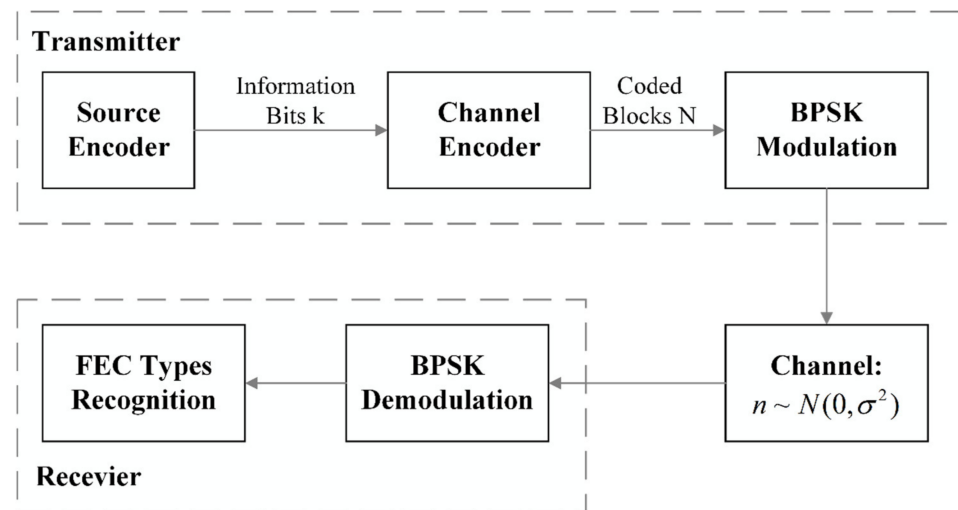 Transmitter
Source
Encoder
Information
Bits k
Channel
Encoder
Coded
Blocks N
BPSK
Modulation
FEC Types
Recognition
BPSK
Demodulation
Channel:
n ~ N(0,σ²)
Recevier